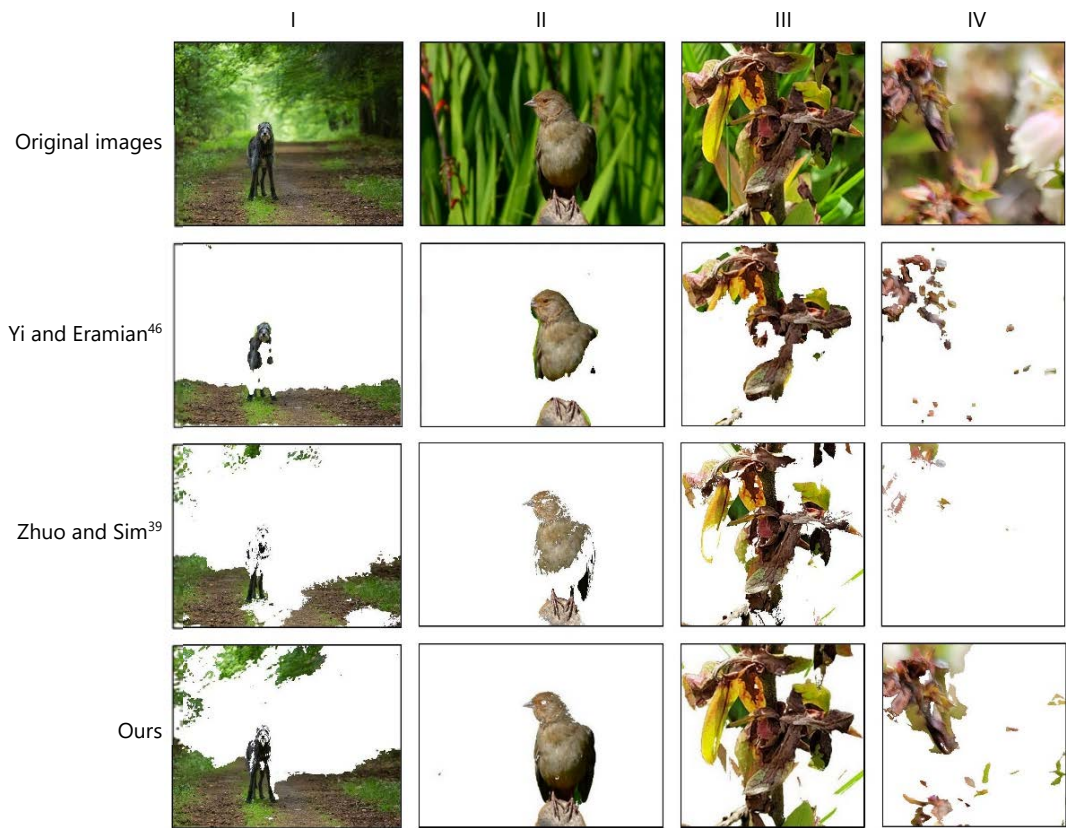 I II III IV
Original images
Yi and Eramian46
Zhuo and Sim39
Ours